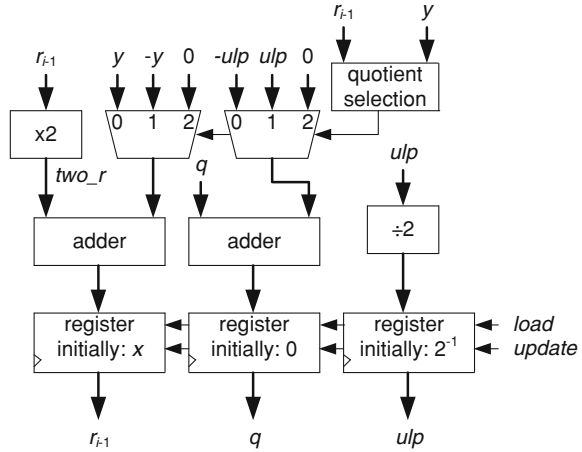 r_{i-1} y
r_{i-1} y -y 0 -ulp ulp 0
quotient
selection
x2
0 1 2
0 1 2
ulp
two_r
q
adder
adder
÷2
register
initially: x
register
initially: 0
register
initially: 2^{-1}
load
update
r_{i-1}
q
ulp